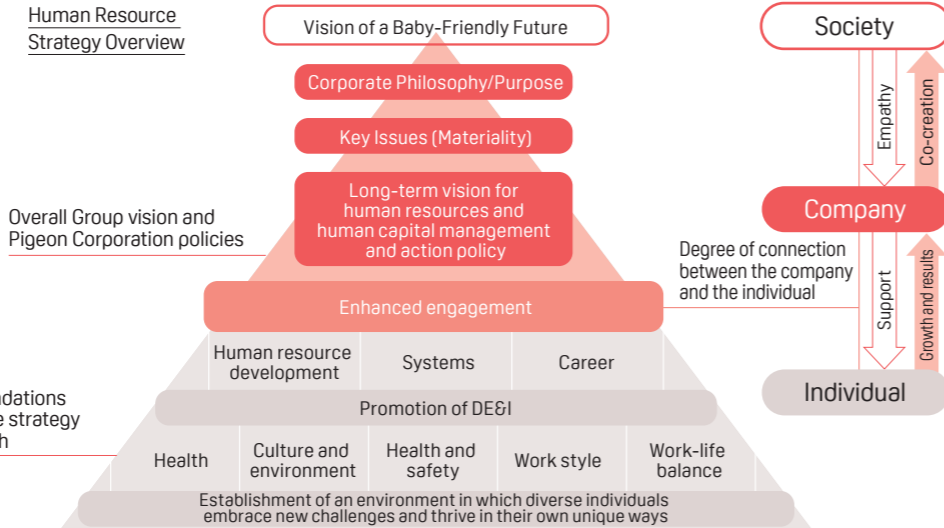 Human Resource
Strategy Overview
Vision of a Baby-Friendly Future
Corporate Philosophy/Purpose
Key Issues (Materiality)
Long-term vision for
human resources and
human capital management
and action policy
Overall Group vision and
Pigeon Corporation policies
Enhanced engagement
Human resource
development
Systems
Career
Promotion of DE&I
strategy
Health
Culture and
environment
Health and
safety
Work style
Work-life
balance
Establishment of an environment in which diverse individuals
embrace new challenges and thrive in their own unique ways
Society
Empathy
Co-creation
Company
Degree of connection
between the company
and the individual
Support
Growth and results
Individual